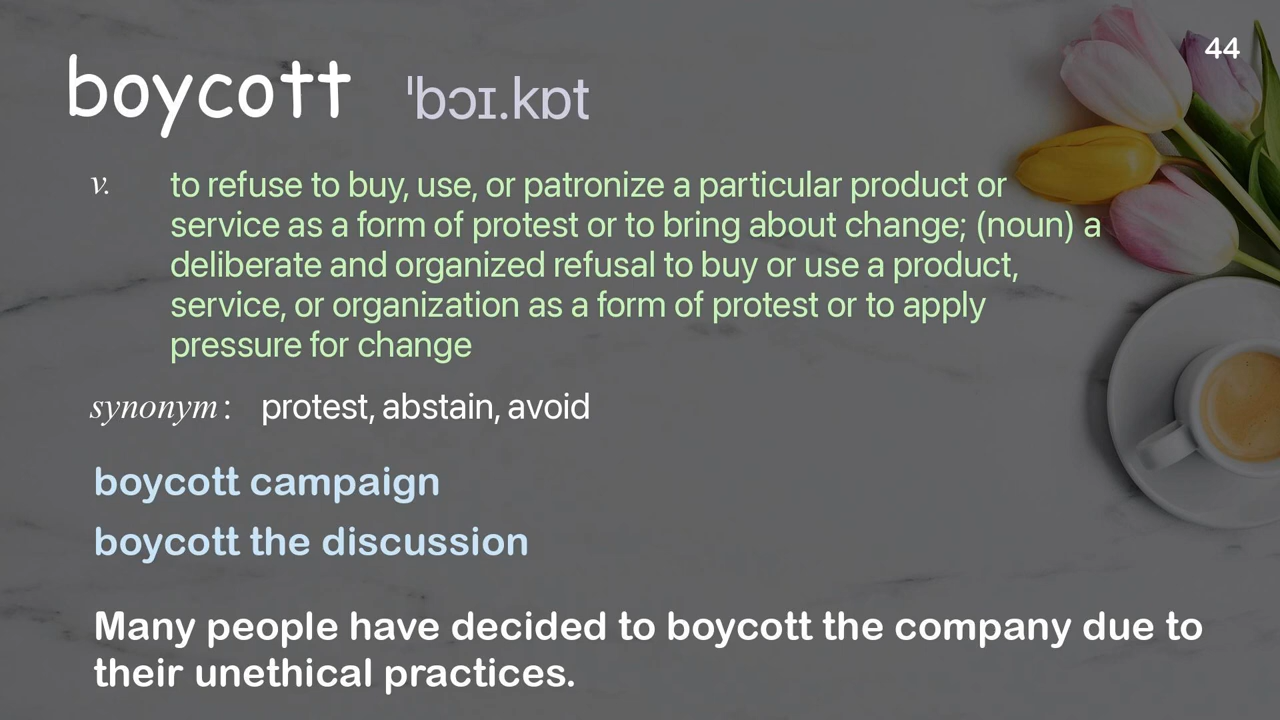 44
boycott ˈbɔɪ.kɒt
v. to refuse to buy, use, or patronize a particular product or
service as a form of protest or to bring about change; (noun) a
deliberate and organized refusal to buy or use a product,
service, or organization as a form of protest or to apply
pressure for change
synonym: protest, abstain, avoid
boycott campaign
boycott the discussion
Many people have decided to boycott the company due to
their unethical practices.